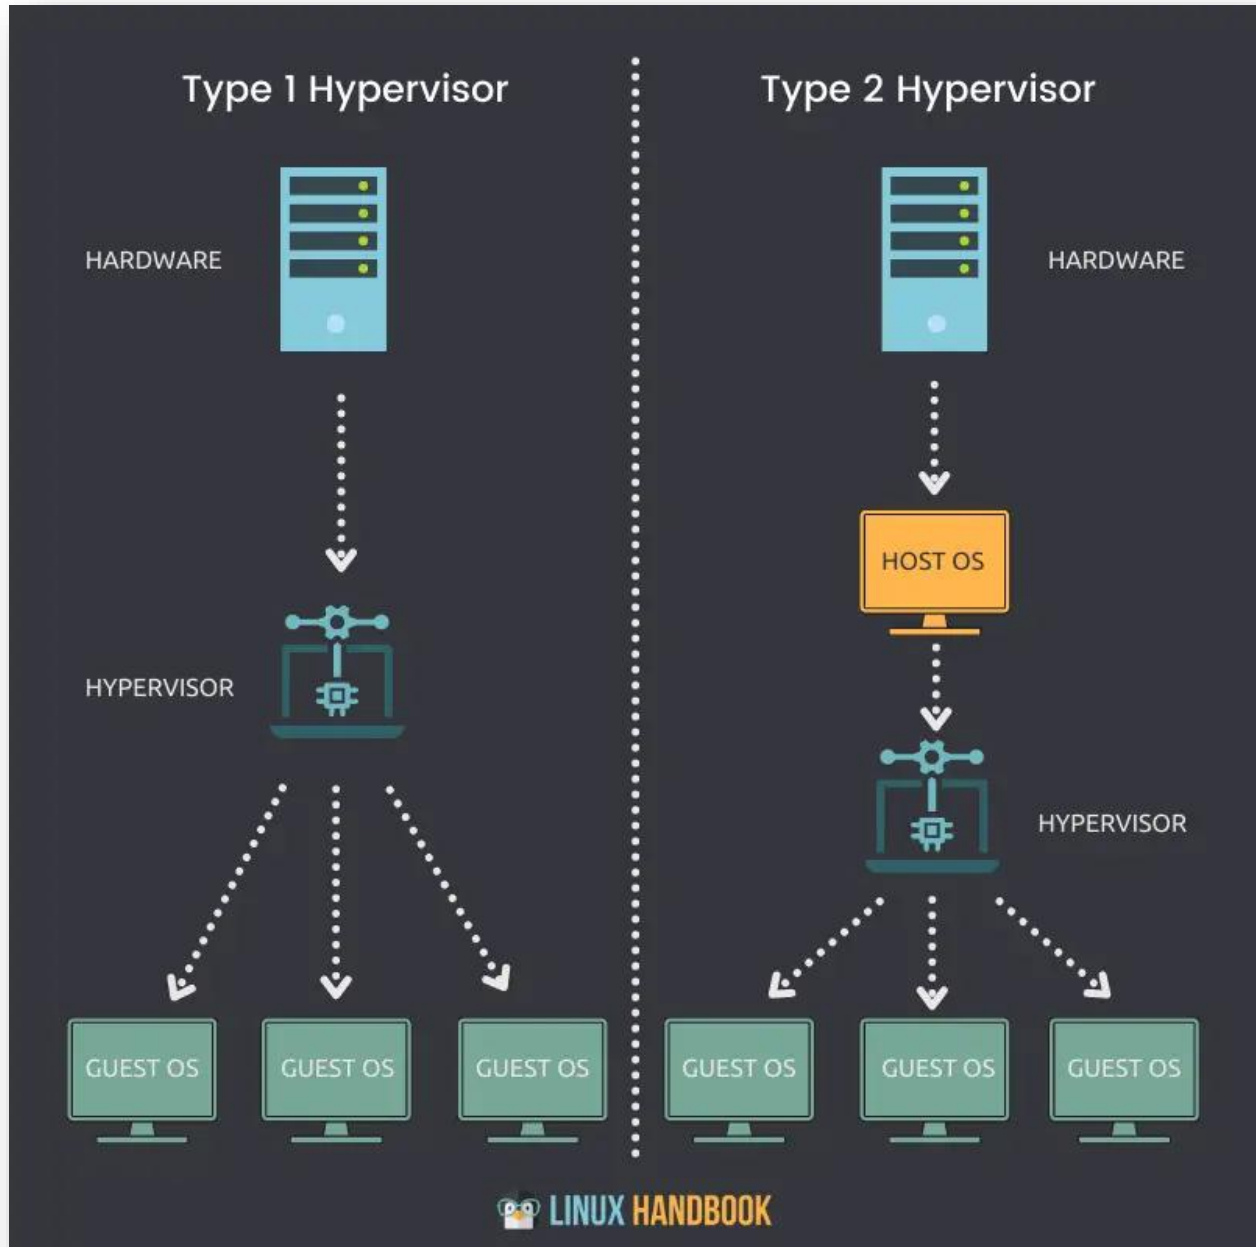 Type 1 Hypervisor
HARDWARE
HYPERVISOR
GUEST OS
GUEST OS
GUEST OS
Type 2 Hypervisor
HARDWARE
HOST OS
HYPERVISOR
GUEST OS
GUEST OS
GUEST OS
LINUX HANDBOOK